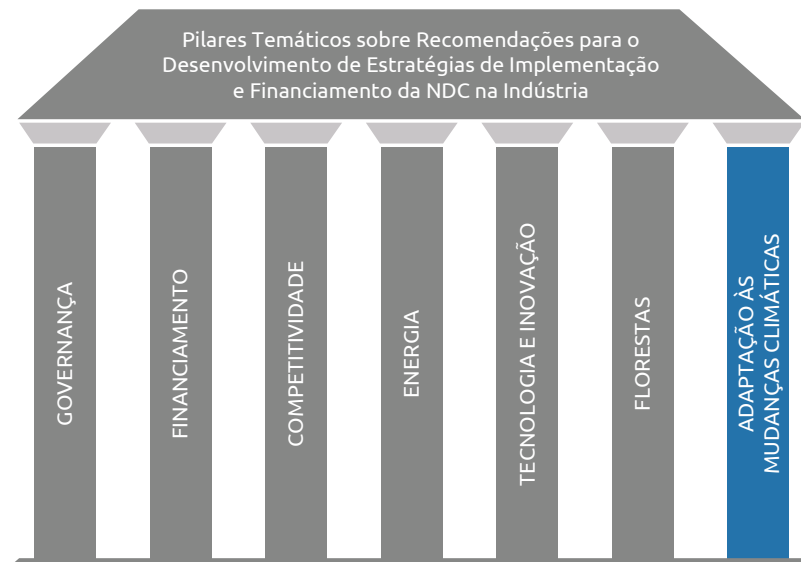 Pilares Temáticos sobre Recomendações para o
Desenvolvimento de Estratégias de Implementação
e Financiamento da NDC na Indústria
GOVERNANÇA
FINANCIAMENTO
COMPETITIVIDADE
ENERGIA
TECNOLOGIA E INOVAÇÃO
FLORESTAS
ADAPTAÇÃO ÀS
MUDANÇAS CLIMÁTICAS